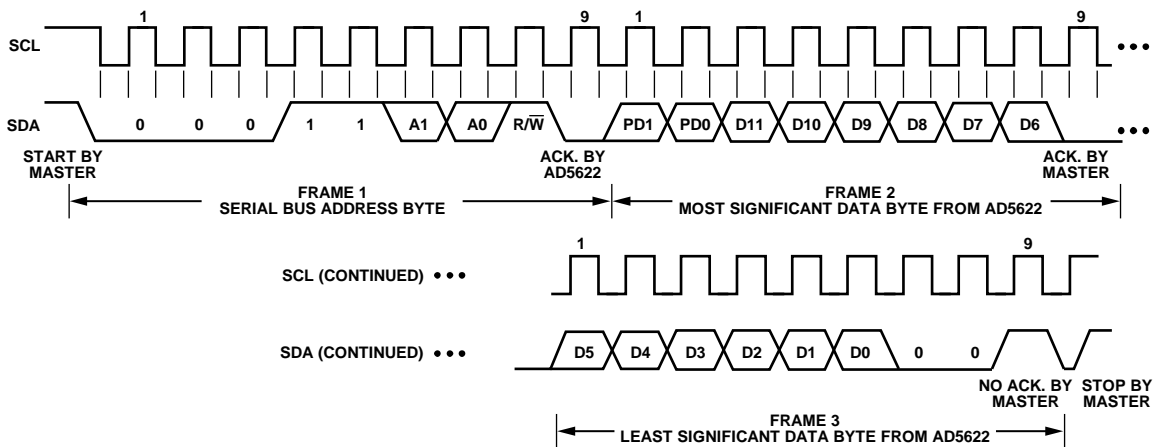 1 9 1 9
SCL
SDA 0 0 0 1 1 A1 A0 R/W̅ PD1 PD0 D11 D10 D9 D8 D7 D6
START BY MASTER
ACK. BY AD5622
ACK. BY MASTER
FRAME 1
SERIAL BUS ADDRESS BYTE
FRAME 2
MOST SIGNIFICANT DATA BYTE FROM AD5622
1 9
SCL (CONTINUED)
SDA (CONTINUED) D5 D4 D3 D2 D1 D0 0 0
NO ACK. BY MASTER
STOP BY MASTER
FRAME 3
LEAST SIGNIFICANT DATA BYTE FROM AD5622